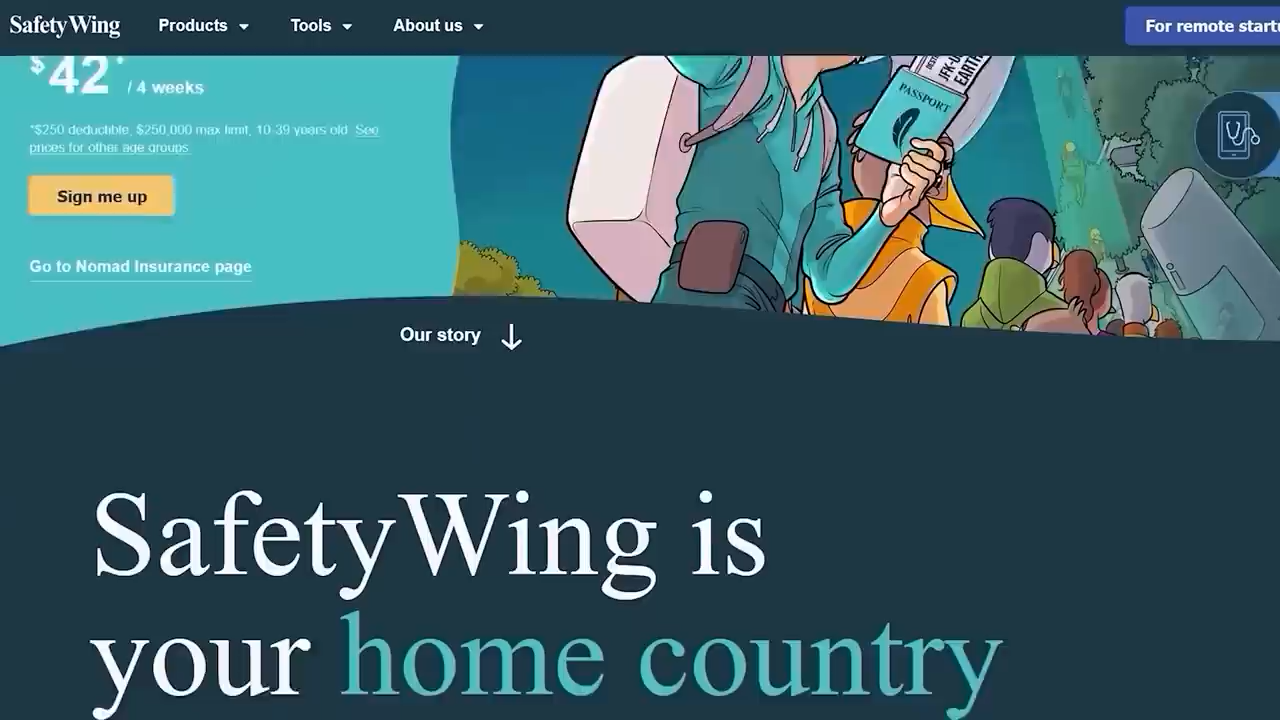 SafetyWing
Products
Tools
About us
For remote start
$42*
/ 4 weeks
*$250 deductible, $250,000 max limit, 10-39 years old. See
prices for other age groups.
Sign me up
Go to Nomad Insurance page
PASSPORT
EARTH
Our story
SafetyWing is
your home country